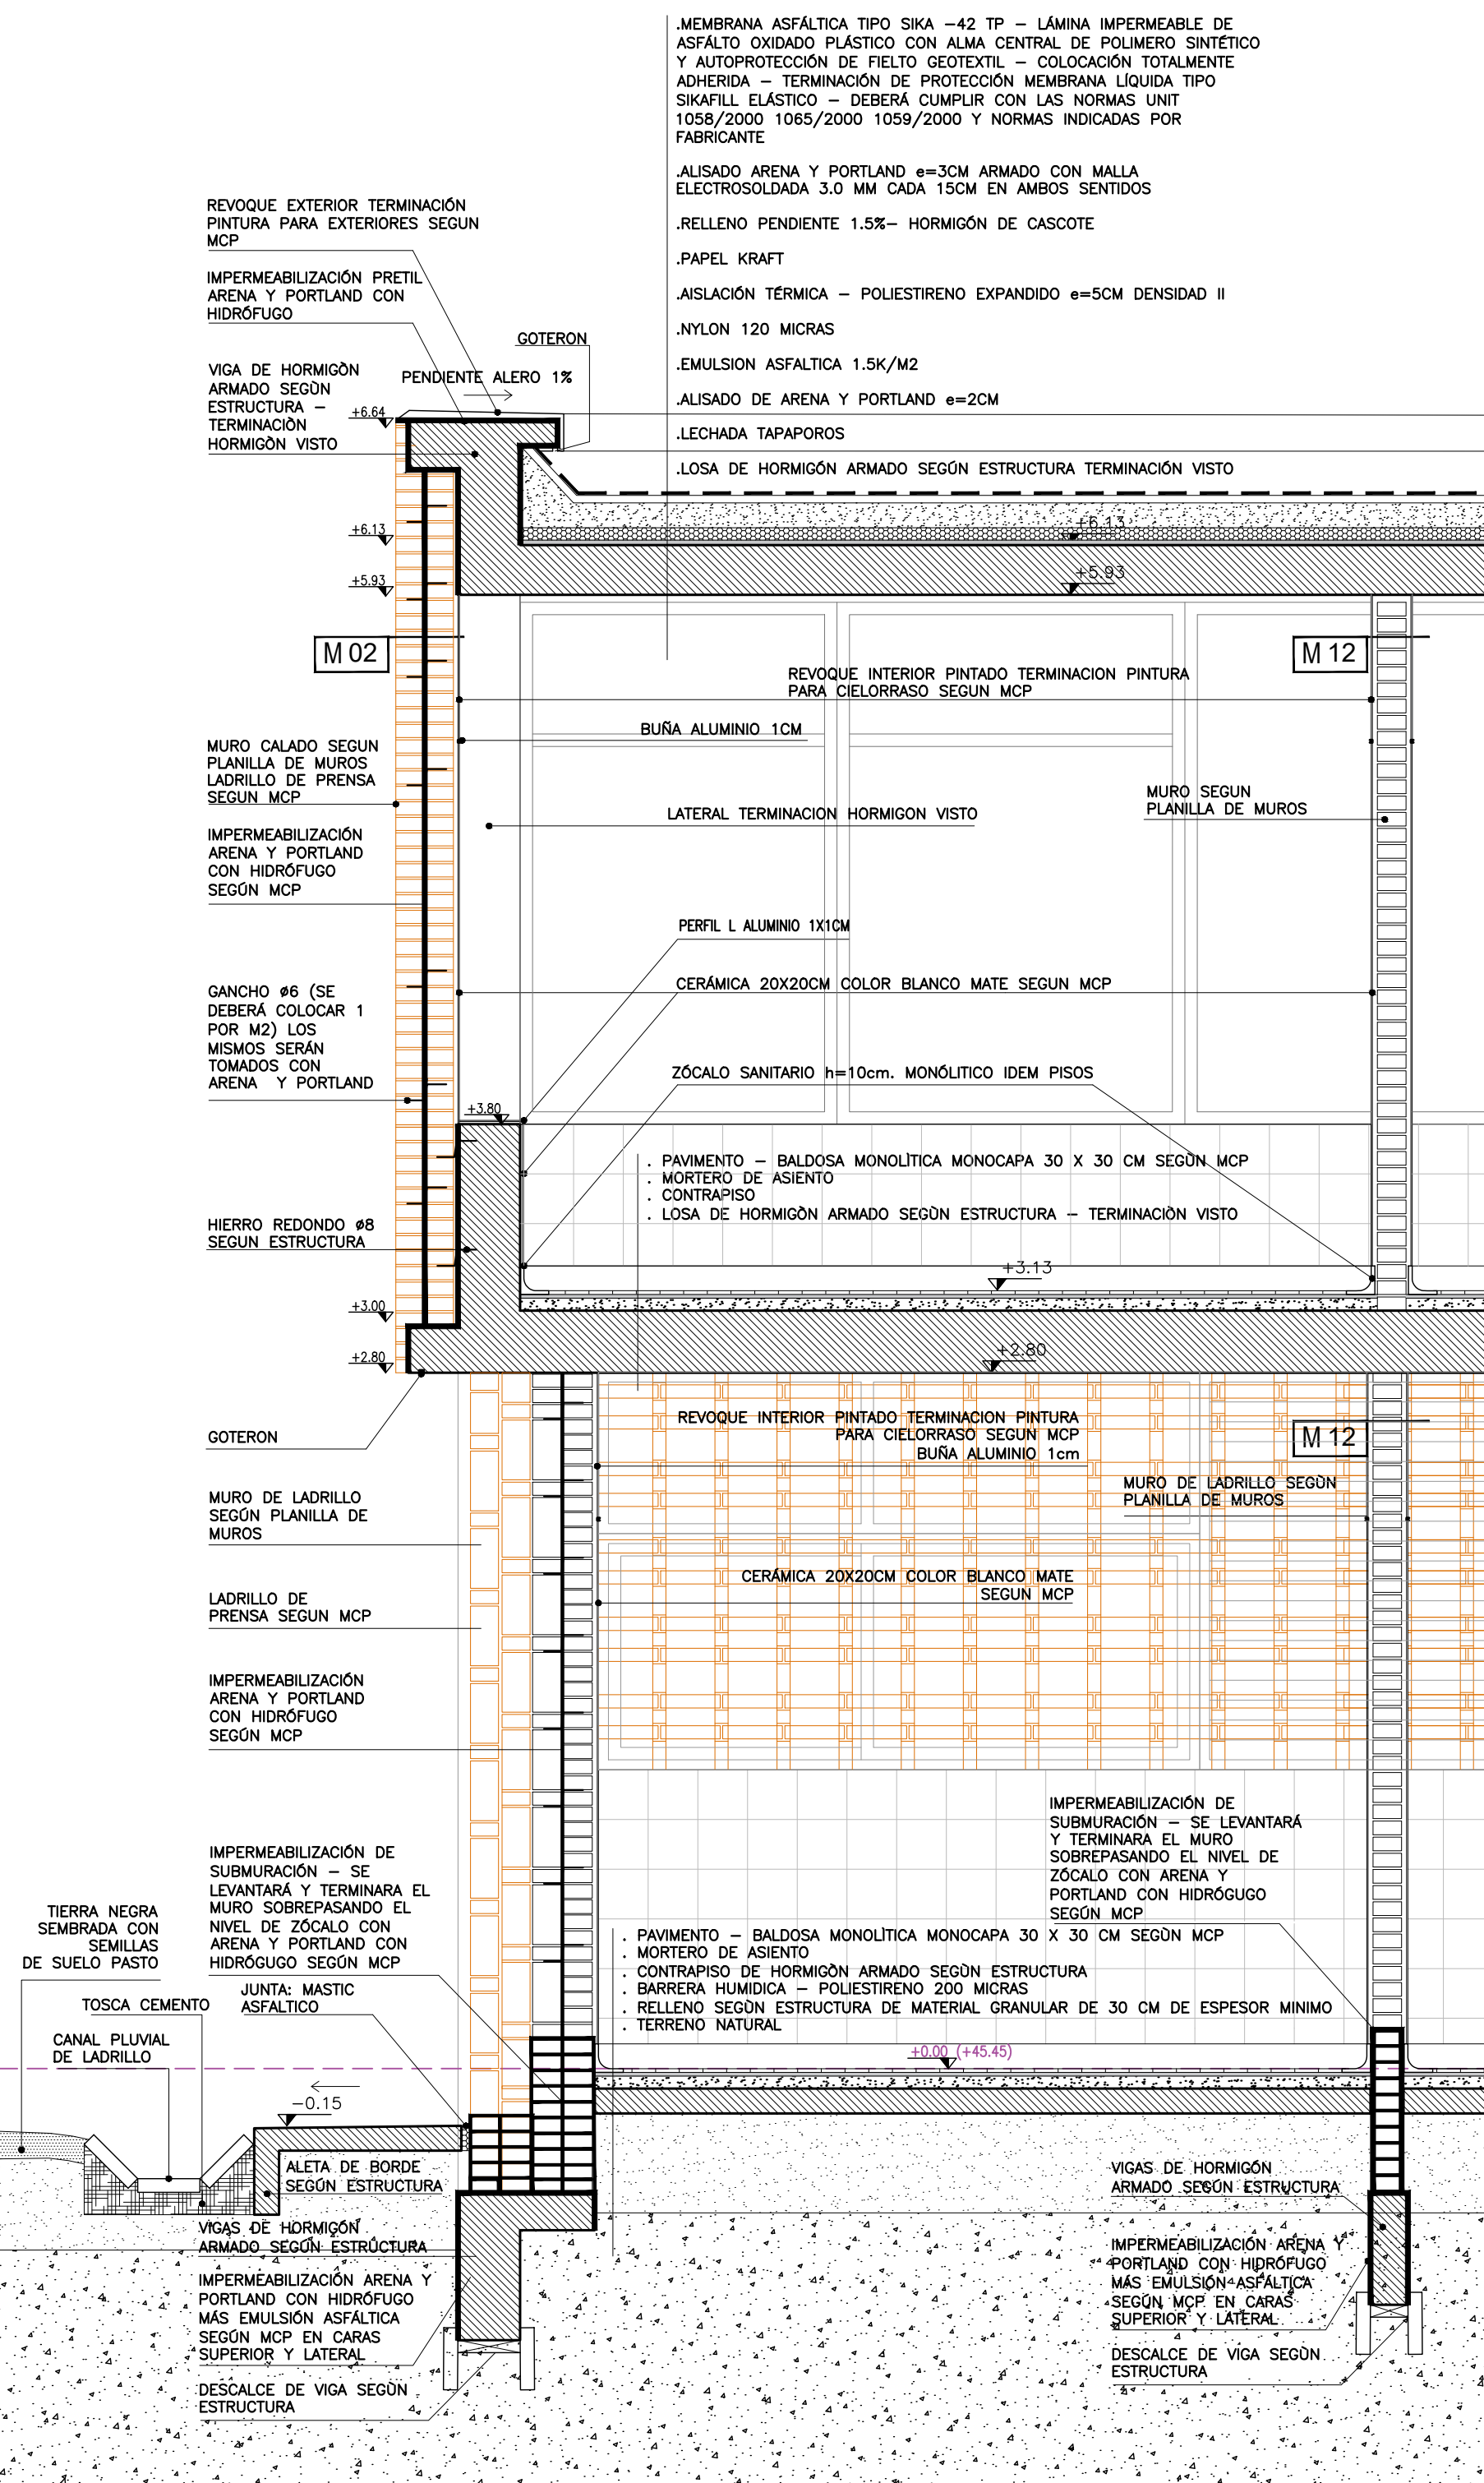 .MEMBRANA ASFÁLTICA TIPO SIKA –42 TP – LÁMINA IMPERMEABLE DE
ASFÁLTO OXIDADO PLÁSTICO CON ALMA CENTRAL DE POLIMERO SINTÉTICO
Y AUTOPROTECCIÓN DE FIELTO GEOTEXTIL – COLOCACIÓN TOTALMENTE
ADHERIDA – TERMINACIÓN DE PROTECCIÓN MEMBRANA LÍQUIDA TIPO
SIKAFILL ELÁSTICO – DEBERÁ CUMPLIR CON LAS NORMAS UNIT
1058/2000 1065/2000 1059/2000 Y NORMAS INDICADAS POR
FABRICANTE
.ALISADO ARENA Y PORTLAND e=3CM ARMADO CON MALLA
ELECTROSOLDADA 3.0 MM CADA 15CM EN AMBOS SENTIDOS
.RELLENO PENDIENTE 1.5%– HORMIGÓN DE CASCOTE
.PAPEL KRAFT
.AISLACIÓN TÉRMICA – POLIESTIRENO EXPANDIDO e=5CM DENSIDAD II
.NYLON 120 MICRAS
.EMULSION ASFALTICA 1.5K/M2
.ALISADO DE ARENA Y PORTLAND e=2CM
.LECHADA TAPAPOROS
.LOSA DE HORMIGÓN ARMADO SEGÚN ESTRUCTURA TERMINACIÓN VISTO
REVOQUE EXTERIOR TERMINACIÓN
PINTURA PARA EXTERIORES SEGUN
MCP
IMPERMEABILIZACIÓN PRETIL
ARENA Y PORTLAND CON
HIDRÓFUGO
GOTERON
VIGA DE HORMIGÒN
ARMADO SEGÙN
ESTRUCTURA –
TERMINACIÒN
HORMIGÒN VISTO
PENDIENTE ALERO 1%
+6.64
+6.13
+6.13
+5.93
+5.93
M 02
M 12
REVOQUE INTERIOR PINTADO TERMINACION PINTURA
PARA CIELORRASO SEGUN MCP
BUÑA ALUMINIO 1CM
MURO CALADO SEGUN
PLANILLA DE MUROS
LADRILLO DE PRENSA
SEGUN MCP
LATERAL TERMINACION HORMIGON VISTO
MURO SEGUN
PLANILLA DE MUROS
IMPERMEABILIZACIÓN
ARENA Y PORTLAND
CON HIDRÓFUGO
SEGÚN MCP
PERFIL L ALUMINIO 1X1CM
CERÁMICA 20X20CM COLOR BLANCO MATE SEGUN MCP
GANCHO ø6 (SE
DEBERÁ COLOCAR 1
POR M2) LOS
MISMOS SERÁN
TOMADOS CON
ARENA Y PORTLAND
ZÓCALO SANITARIO h=10cm. MONÓLITICO IDEM PISOS
+3.80
. PAVIMENTO – BALDOSA MONOLÌTICA MONOCAPA 30 X 30 CM SEGÙN MCP
. MORTERO DE ASIENTO
. CONTRAPISO
. LOSA DE HORMIGÒN ARMADO SEGÙN ESTRUCTURA – TERMINACIÒN VISTO
HIERRO REDONDO ø8
SEGUN ESTRUCTURA
+3.13
+3.00
+2.80
+2.80
GOTERON
REVOQUE INTERIOR PINTADO TERMINACION PINTURA
PARA CIELORRASO SEGUN MCP
BUÑA ALUMINIO 1cm
M 12
MURO DE LADRILLO SEGÙN
PLANILLA DE MUROS
MURO DE LADRILLO
SEGÚN PLANILLA DE
MUROS
CERÁMICA 20X20CM COLOR BLANCO MATE
SEGUN MCP
LADRILLO DE
PRENSA SEGUN MCP
IMPERMEABILIZACIÓN
ARENA Y PORTLAND
CON HIDRÓFUGO
SEGÚN MCP
IMPERMEABILIZACIÓN DE
SUBMURACIÓN – SE LEVANTARÁ
Y TERMINARA EL MURO
SOBREPASANDO EL NIVEL DE
ZÓCALO CON ARENA Y
PORTLAND CON HIDRÓGUGO
SEGÚN MCP
IMPERMEABILIZACIÓN DE
SUBMURACIÓN – SE
LEVANTARÁ Y TERMINARA EL
MURO SOBREPASANDO EL
NIVEL DE ZÓCALO CON
ARENA Y PORTLAND CON
HIDRÓGUGO SEGÚN MCP
TIERRA NEGRA
SEMBRADA CON
SEMILLAS
DE SUELO PASTO
. PAVIMENTO – BALDOSA MONOLÌTICA MONOCAPA 30 X 30 CM SEGÙN MCP
. MORTERO DE ASIENTO
. CONTRAPISO DE HORMIGÒN ARMADO SEGÙN ESTRUCTURA
. BARRERA HUMIDICA – POLIESTIRENO 200 MICRAS
. RELLENO SEGÙN ESTRUCTURA DE MATERIAL GRANULAR DE 30 CM DE ESPESOR MINIMO
. TERRENO NATURAL
JUNTA: MASTIC
ASFALTICO
TOSCA CEMENTO
CANAL PLUVIAL
DE LADRILLO
+0.00 (+45.45)
–0.15
ALETA DE BORDE
SEGÚN ESTRUCTURA
VIGAS DE HORMIGÓN
ARMADO SEGÚN ESTRUCTURA
IMPERMEABILIZACIÓN ARENA Y
PORTLAND CON HIDRÓFUGO
MÁS EMULSIÓN ASFÁLTICA
SEGÚN MCP EN CARAS
SUPERIOR Y LATERAL
DESCALCE DE VIGA SEGÙN
ESTRUCTURA
VIGAS DE HORMIGÓN
ARMADO SEGÚN ESTRUCTURA
IMPERMEABILIZACIÓN ARENA Y
PORTLAND CON HIDRÓFUGO
MÁS EMULSIÓN ASFÁLTICA
SEGÚN MCP EN CARAS
SUPERIOR Y LATERAL
DESCALCE DE VIGA SEGÙN
ESTRUCTURA